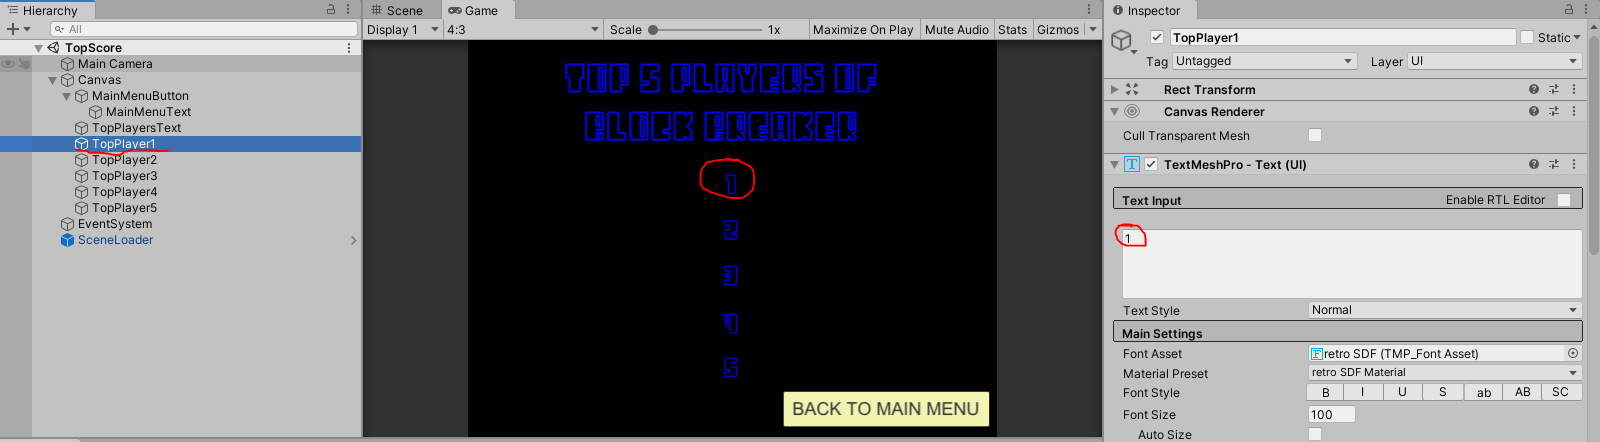 Hierarchy
All
TopScore
Main Camera
Canvas
MainMenuButton
MainMenuText
TopPlayersText
TopPlayer1
TopPlayer2
TopPlayer3
TopPlayer4
TopPlayer5
EventSystem
SceneLoader
Scene
Game
Display 1
4:3
Scale
1x
Maximize On Play
Mute Audio
Stats
Gizmos
TOP 5 PLAYERS OF
BLOCK BREAKER
1
2
3
4
5
BACK TO MAIN MENU
Inspector
TopPlayer1
Static
Tag
Untagged
Layer
UI
Rect Transform
Canvas Renderer
Cull Transparent Mesh
TextMeshPro - Text (UI)
Text Input
Enable RTL Editor
1
Text Style
Normal
Main Settings
Font Asset
retro SDF (TMP_Font Asset)
Material Preset
retro SDF Material
Font Style
B I U S ab AB SC
Font Size
100
Auto Size